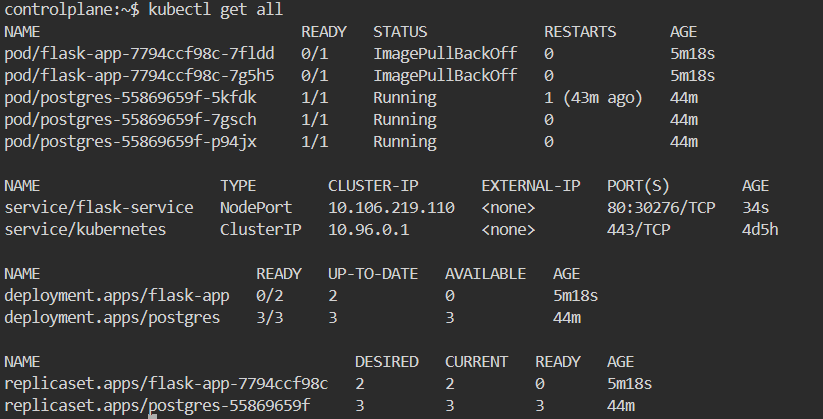 controlplane:~$ kubectl get all
NAME READY STATUS RESTARTS AGE
pod/flask-app-7794ccf98c-7fldd 0/1 ImagePullBackOff 0 5m18s
pod/flask-app-7794ccf98c-7g5h5 0/1 ImagePullBackOff 0 5m18s
pod/postgres-55869659f-5kfdk 1/1 Running 1 (43m ago) 44m
pod/postgres-55869659f-7gsch 1/1 Running 0 44m
pod/postgres-55869659f-p94jx 1/1 Running 0 44m
NAME TYPE CLUSTER-IP EXTERNAL-IP PORT(S) AGE
service/flask-service NodePort 10.106.219.110 <none> 80:30276/TCP 34s
service/kubernetes ClusterIP 10.96.0.1 <none> 443/TCP 4d5h
NAME READY UP-TO-DATE AVAILABLE AGE
deployment.apps/flask-app 0/2 2 0 5m18s
deployment.apps/postgres 3/3 3 3 44m
NAME DESIRED CURRENT READY AGE
replicaset.apps/flask-app-7794ccf98c 2 2 0 5m18s
replicaset.apps/postgres-55869659f 3 3 3 44m